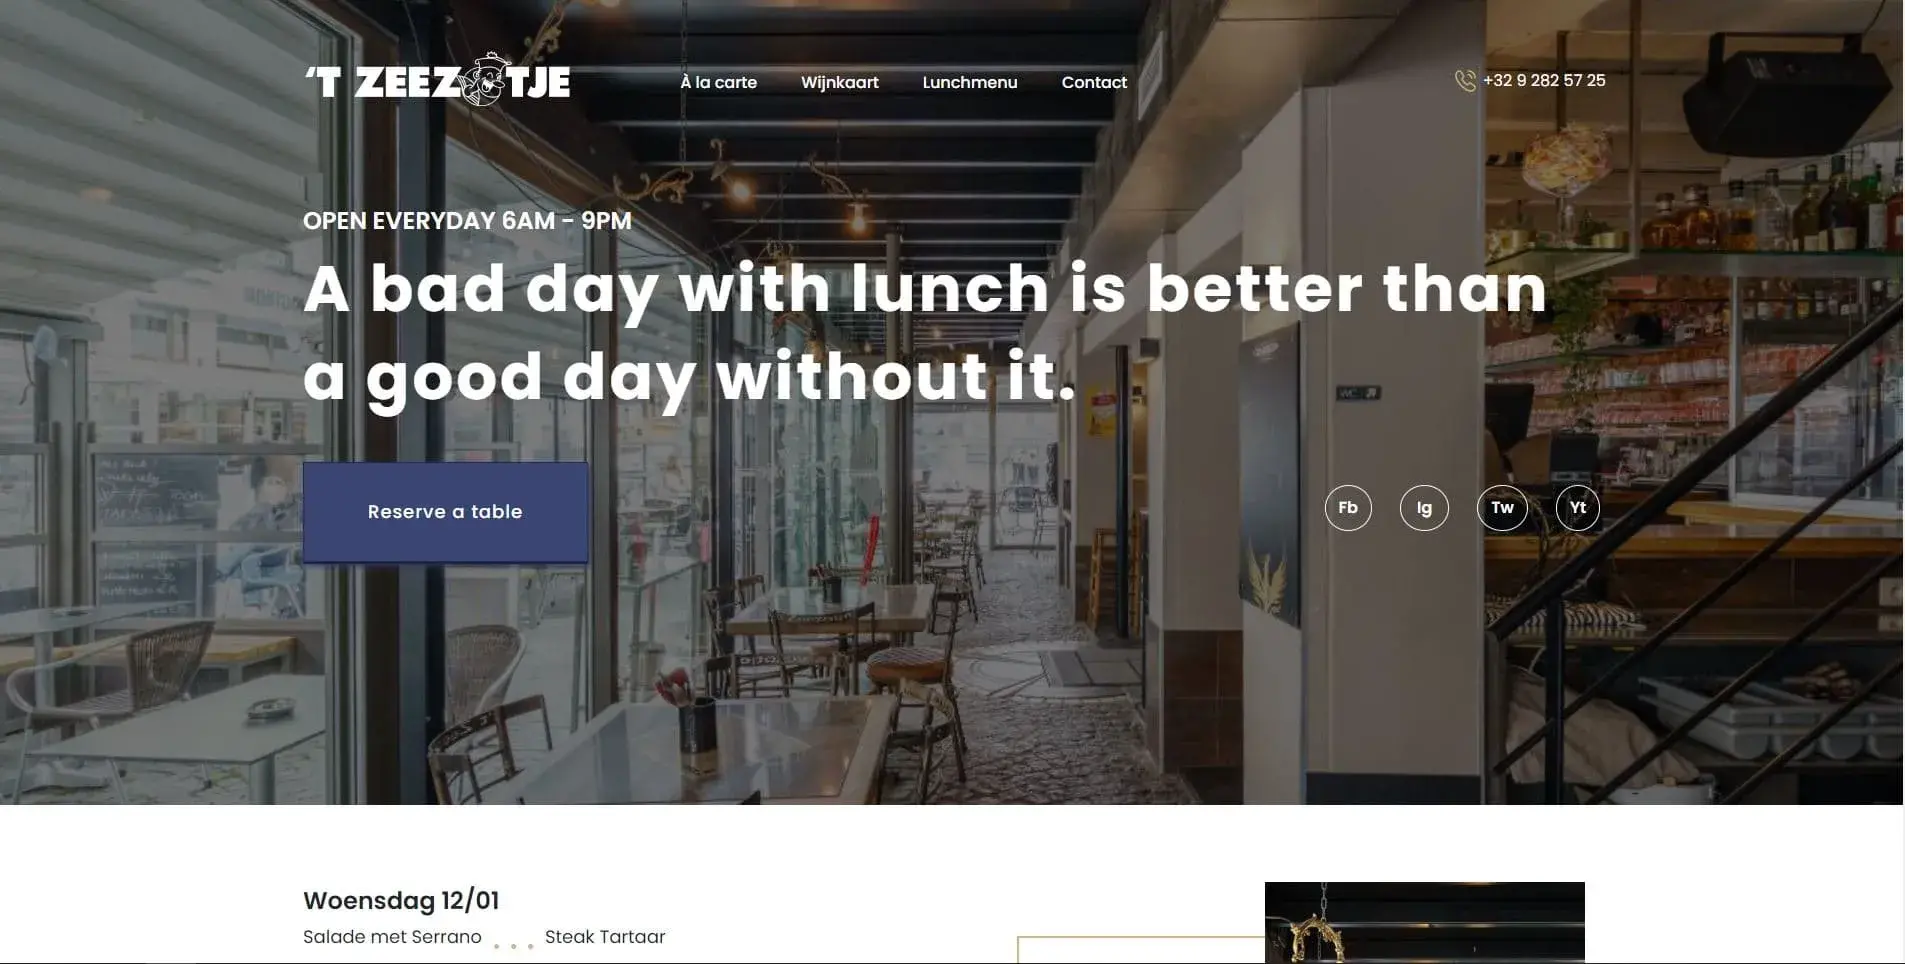 'T ZEEZOTJE
À la carte
Wijnkaart
Lunchmenu
Contact
+32 9 282 57 25
OPEN EVERYDAY 6AM - 9PM
A bad day with lunch is better than
a good day without it.
WC
Reserve a table
Fb
Ig
Tw
Yt
Woensdag 12/01
Salade met Serrano . . . Steak Tartaar